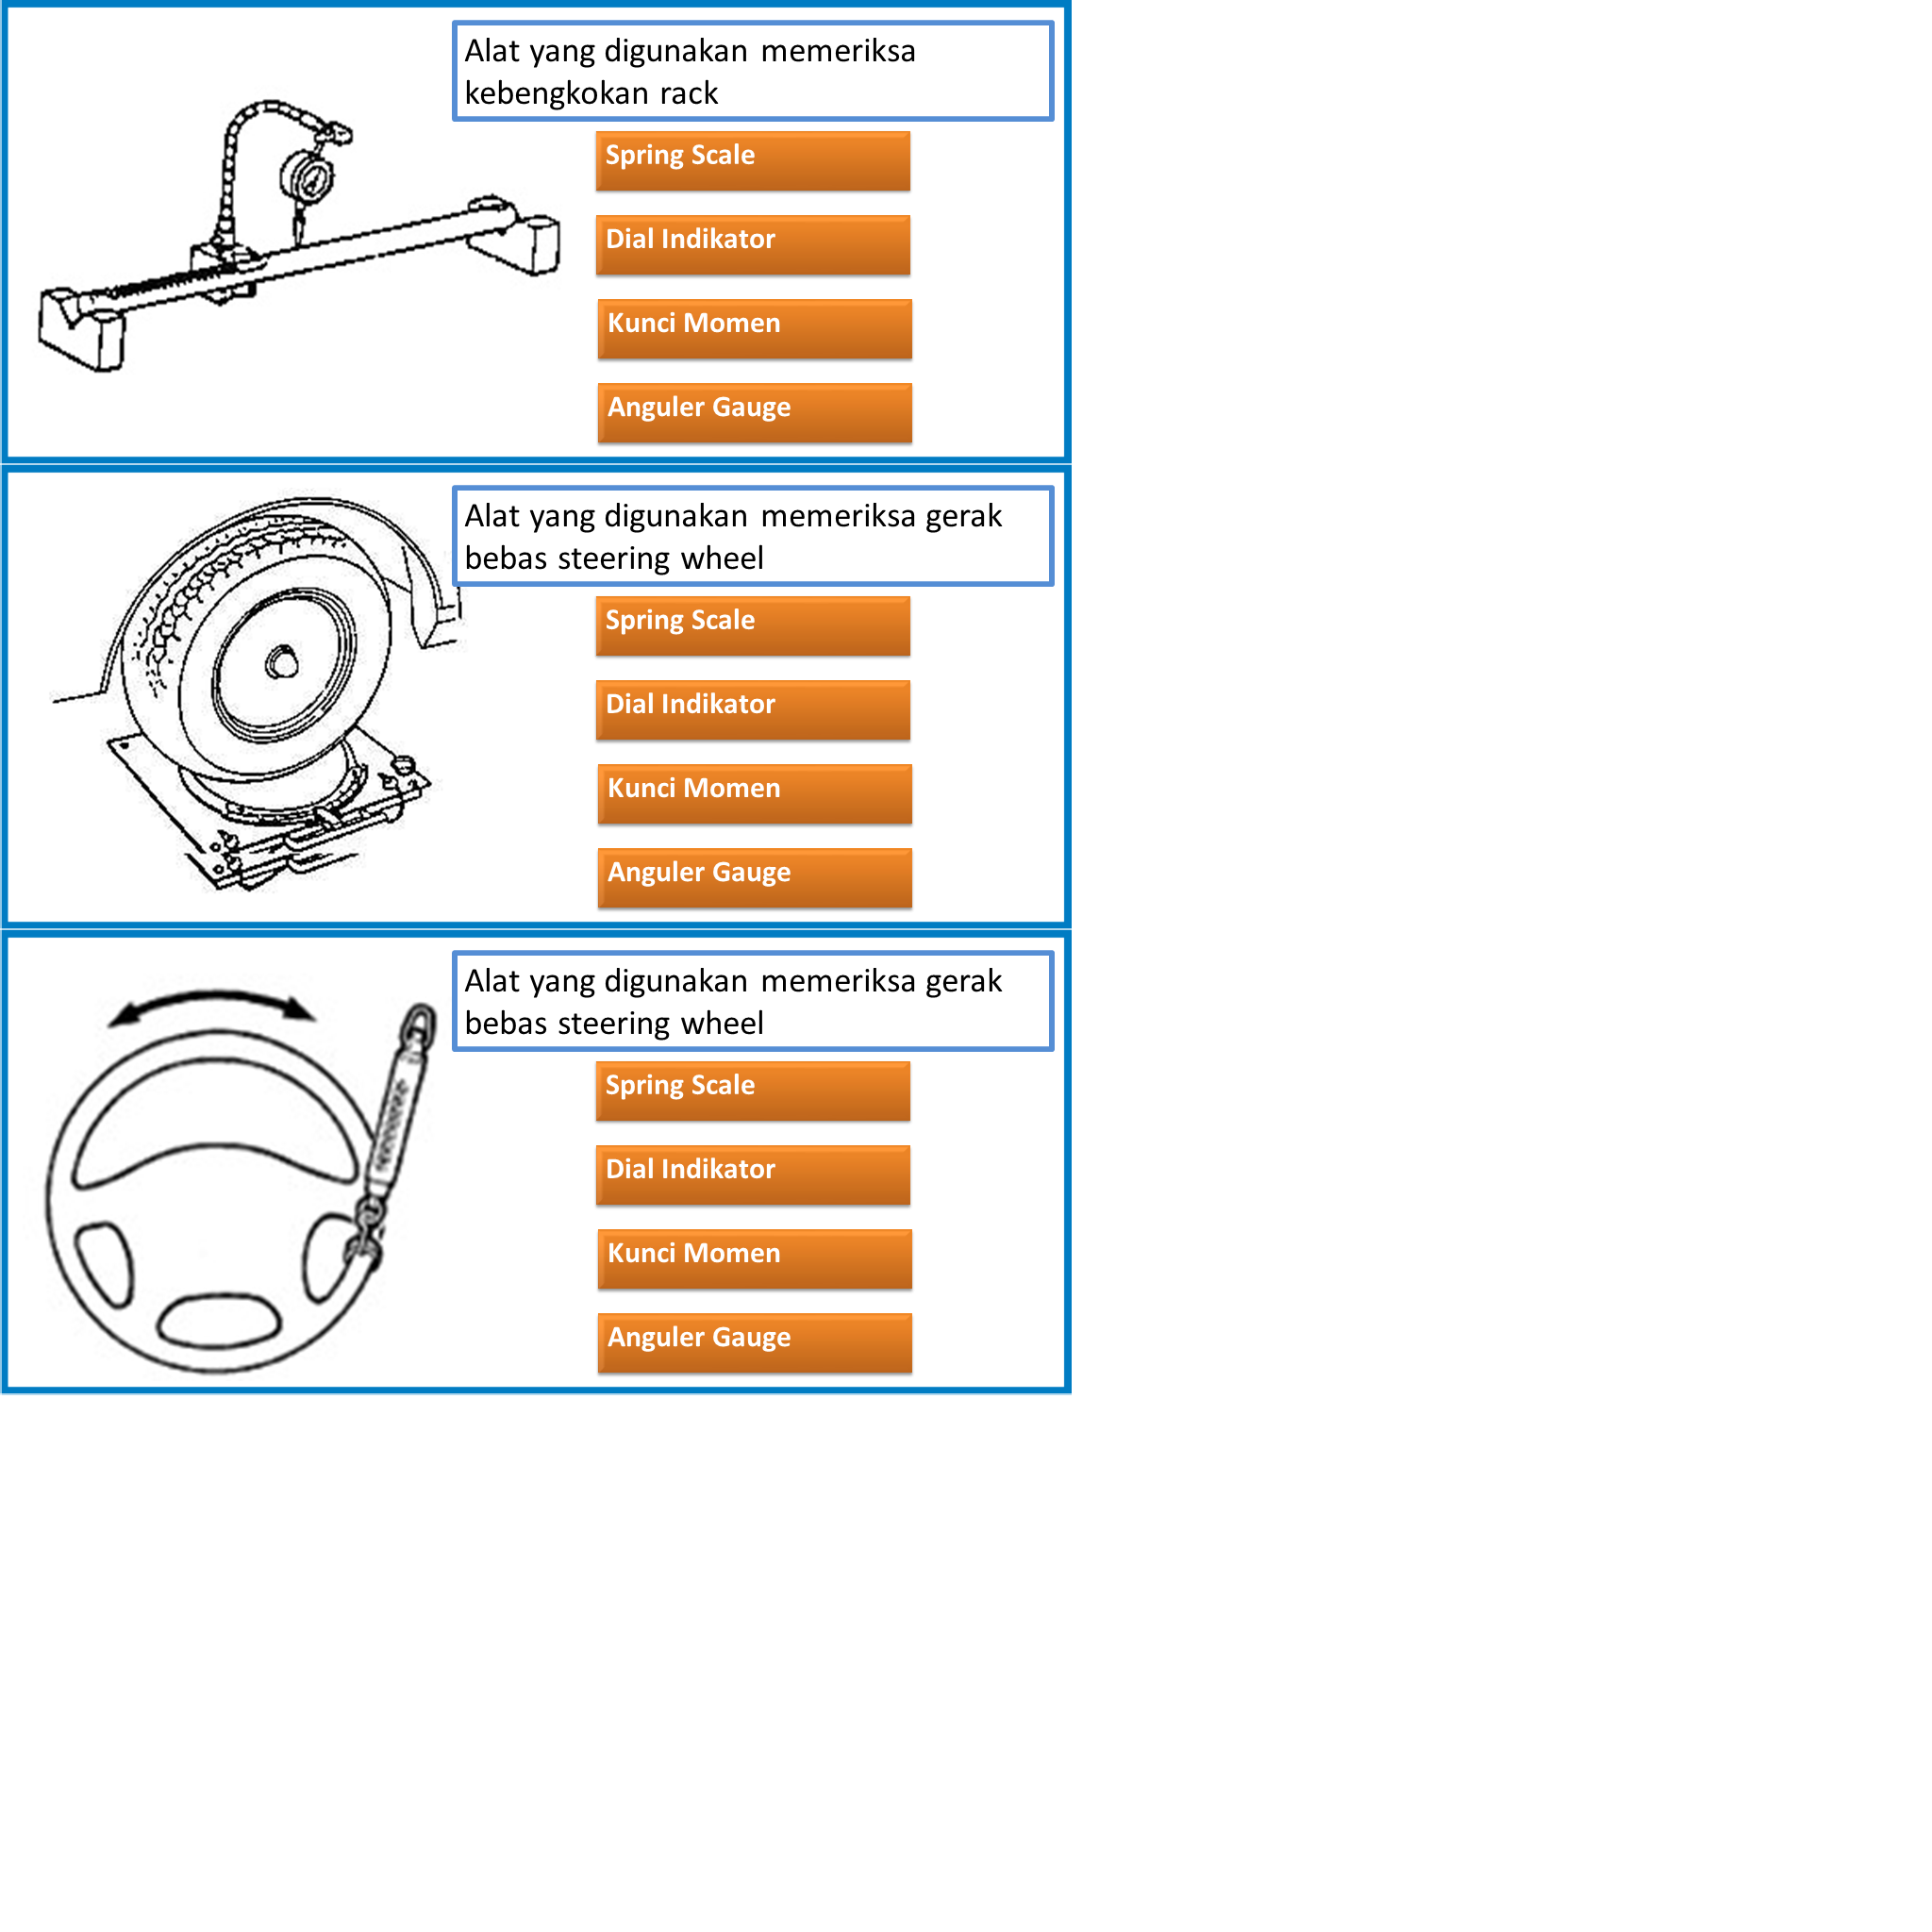 Alat yang digunakan memeriksa
kebengkokan rack
Spring Scale
Dial Indikator
Kunci Momen
Anguler Gauge
Alat yang digunakan memeriksa gerak
bebas steering wheel
Spring Scale
Dial Indikator
Kunci Momen
Anguler Gauge
Alat yang digunakan memeriksa gerak
bebas steering wheel
Spring Scale
Dial Indikator
Kunci Momen
Anguler Gauge